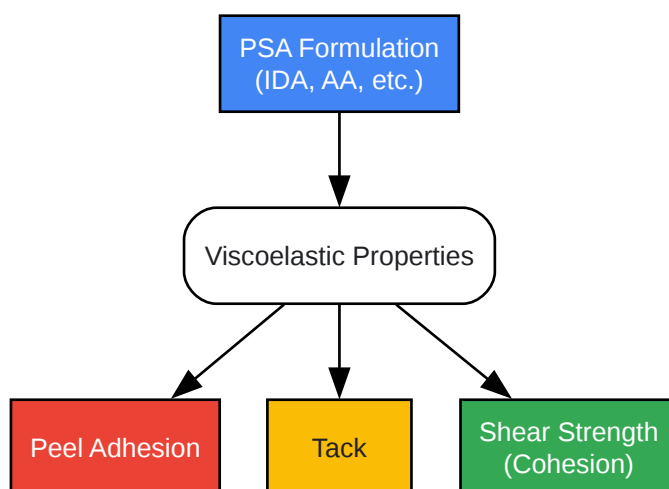 PSA Formulation
(IDA, AA, etc.)
Viscoelastic Properties
Peel Adhesion
Tack
Shear Strength
(Cohesion)